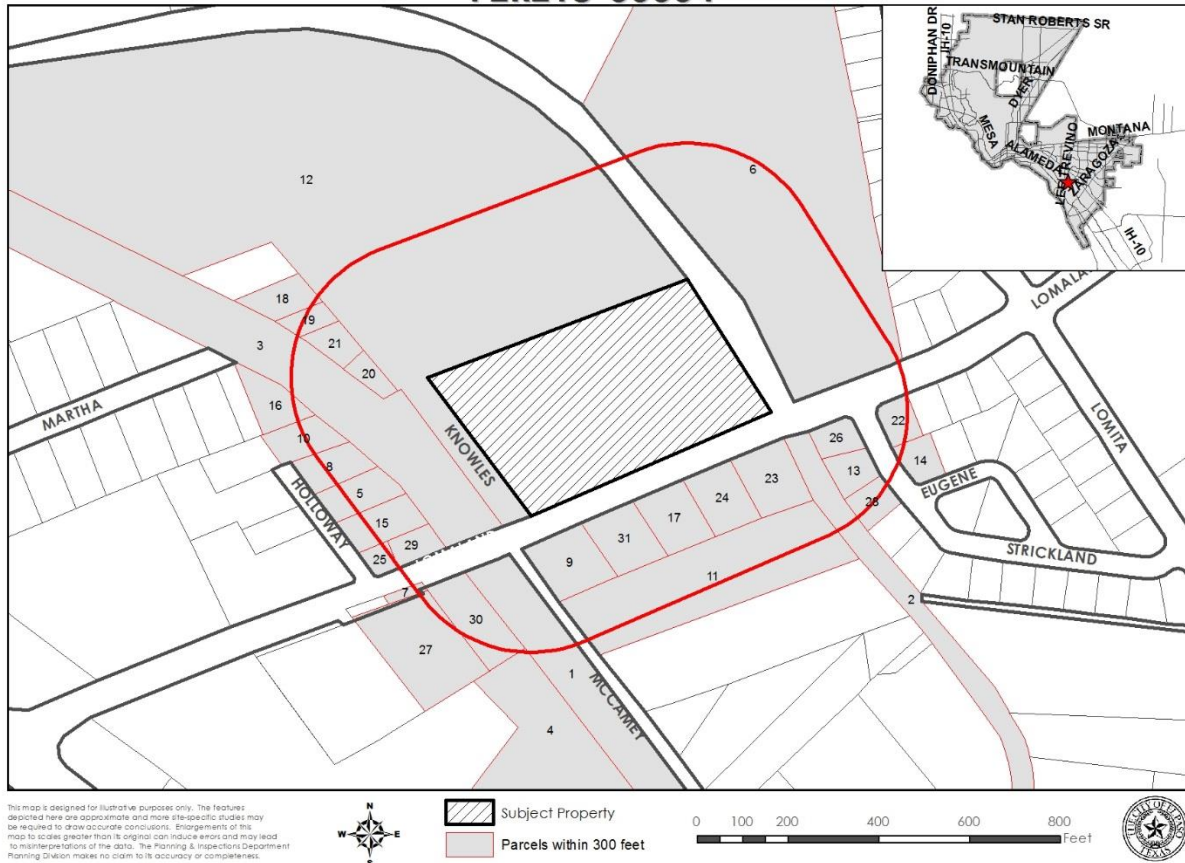 STAN ROBERTS SR
DONIPHAN DR
IH-10
TRANSMOUNTAIN
DYER
MESA
MONTANA
ALAMEDA
ZARAGOZA
IH-10
6
12
18
19
21
20
3
16
10
8
5
15
29
25
7
30
27
1
4
9
31
17
24
23
26
13
28
22
14
11
2
MARTHA
KNOWLES
HOLLOWAY
MCCAMEY
EUGENE
STRICKLAND
LOMITA
This map is designed for illustrative purposes only. The features
depicted here are approximate and more site-specific studies may
be required to draw accurate conclusions. Enlargements of this
map to scales greater than its original can induce errors and may lead
to misinterpretations of the data. The Planning & Inspections Department
Planning Division makes no claim to its accuracy or completeness.
N
W E
S
Subject Property
Parcels within 300 feet
0 100 200 400 600 800
Feet
THE CITY OF EL PASO
TEXAS